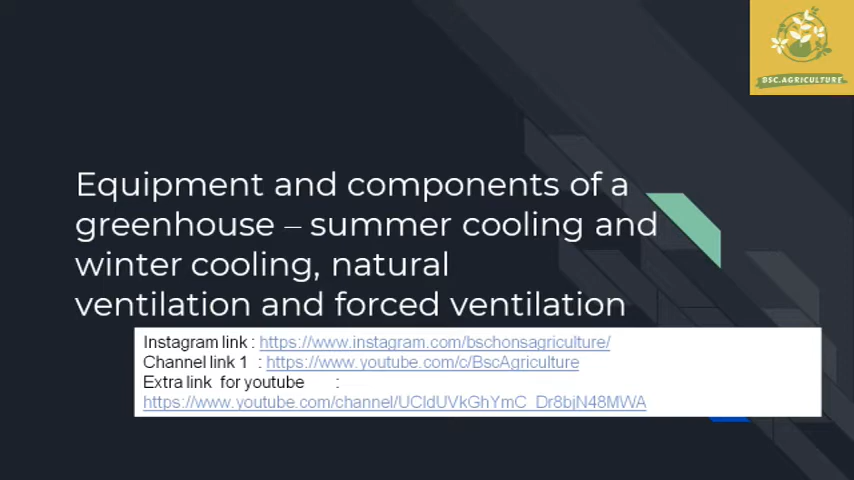 BSC.AGRICULTURE
Equipment and components of a
greenhouse – summer cooling and
winter cooling, natural
ventilation and forced ventilation
Instagram link : https://www.instagram.com/bschonsagriculture/
Channel link 1 : https://www.youtube.com/c/BscAgriculture
Extra link for youtube :
https://www.youtube.com/channel/UCIdUVkGhYmC_Dr8bjN48MWA